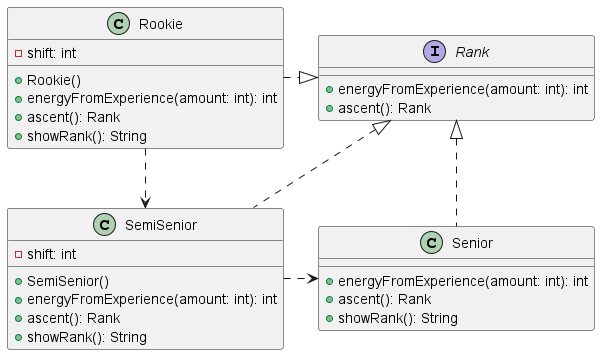 C Rookie
shift: int
Rookie()
energyFromExperience(amount: int): int
ascent(): Rank
showRank(): String
I Rank
energyFromExperience(amount: int): int
ascent(): Rank
C SemiSenior
shift: int
SemiSenior()
energyFromExperience(amount: int): int
ascent(): Rank
showRank(): String
C Senior
energyFromExperience(amount: int): int
ascent(): Rank
showRank(): String